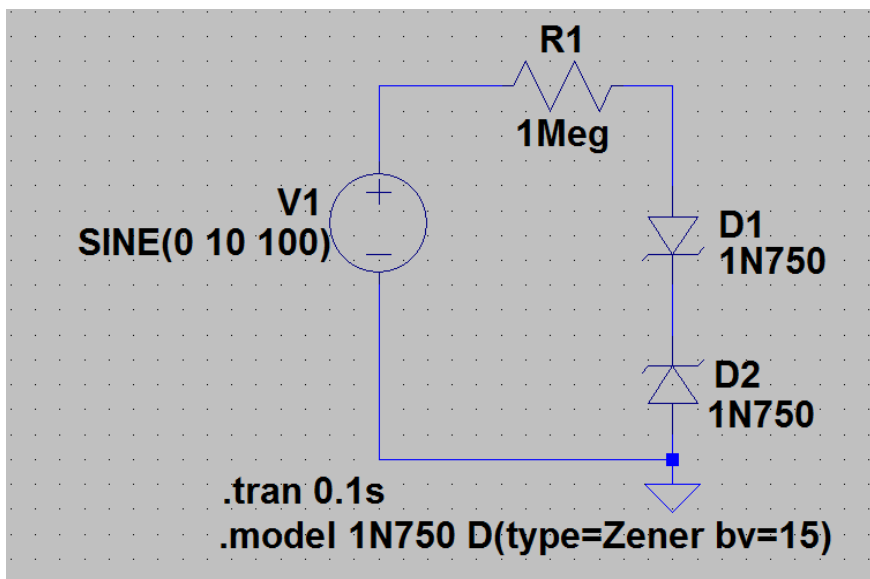 R1
1Meg
V1
SINE(0 10 100)
D1
1N750
D2
1N750
.tran 0.1s
.model 1N750 D(type=Zener bv=15)